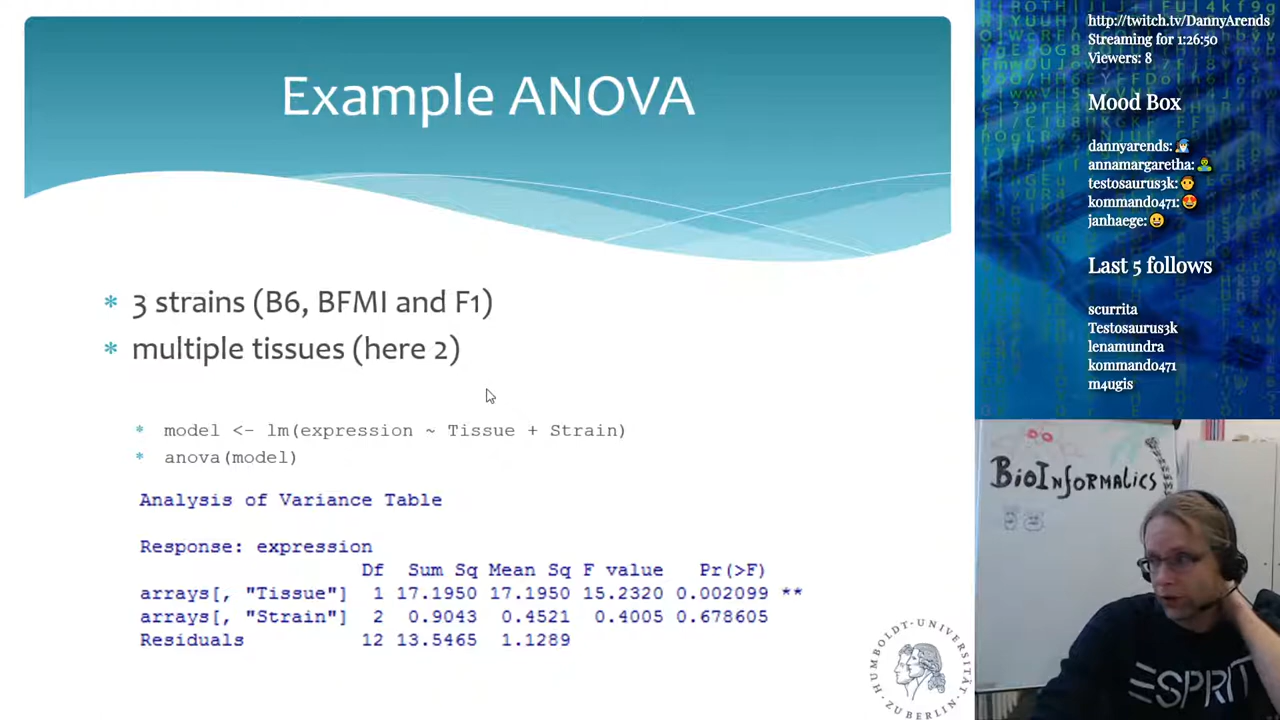 Example ANOVA
* 3 strains (B6, BFMI and F1)
* multiple tissues (here 2)
* model <- lm(expression ~ Tissue + Strain)
* anova(model)
Analysis of Variance Table
Response: expression
Df Sum Sq Mean Sq F value Pr(>F)
arrays[, "Tissue"] 1 17.1950 17.1950 15.2320 0.002099 **
arrays[, "Strain"] 2 0.9043 0.4521 0.4005 0.678605
Residuals 12 13.5465 1.1289
HUMBOLDT-UNIVERSITÄT ZU BERLIN
http://twitch.tv/DannyArends
Streaming for 1:26:50
Viewers: 8
Mood Box
dannyarends:
annamargaretha:
testosaurus3k:
kommando471:
janhaege:
Last 5 follows
scurrita
Testosaurus3k
lenamundra
kommando471
m4ugis
BioInformatics
ESPRIT